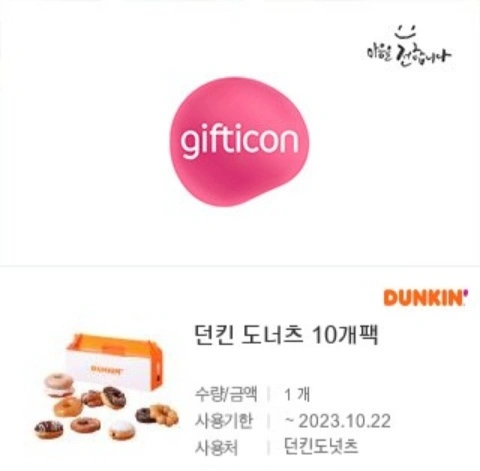 마음 전합니다
gifticon
DUNKIN'
던킨 도너츠 10개팩
DUNKIN'
수량/금액 | 1 개
사용기한 | ~ 2023.10.22
사용처 | 던킨도넛츠